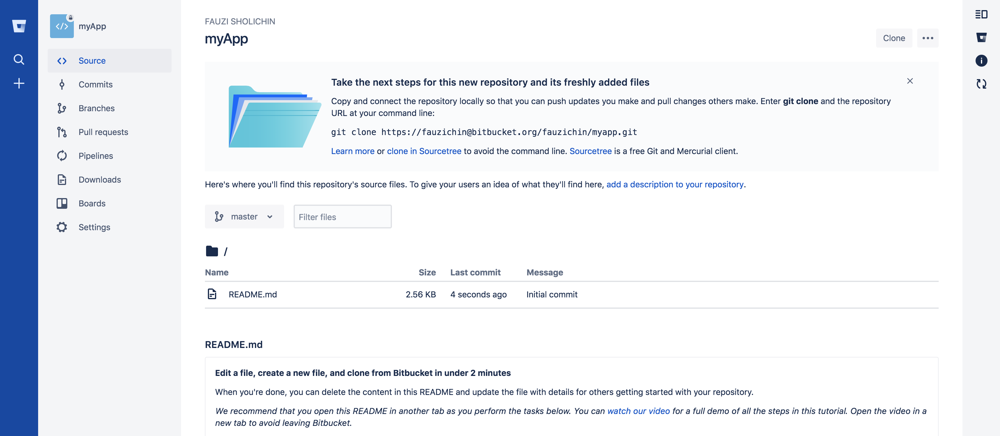 myApp
Source
Commits
Branches
Pull requests
Pipelines
Downloads
Boards
Settings
FAUZI SHOLICHIN
myApp
Clone
Take the next steps for this new repository and its freshly added files
Copy and connect the repository locally so that you can push updates you make and pull changes others make. Enter git clone and the repository
URL at your command line:
git clone https://fauzichin@bitbucket.org/fauzichin/myapp.git
Learn more or clone in Sourcetree to avoid the command line. Sourcetree is a free Git and Mercurial client.
Here's where you'll find this repository's source files. To give your users an idea of what they'll find here, add a description to your repository.
master
Filter files
/
Name Size Last commit Message
README.md 2.56 KB 4 seconds ago Initial commit
README.md
Edit a file, create a new file, and clone from Bitbucket in under 2 minutes
When you're done, you can delete the content in this README and update the file with details for others getting started with your repository.
We recommend that you open this README in another tab as you perform the tasks below. You can watch our video for a full demo of all the steps in this tutorial. Open the video in a
new tab to avoid leaving Bitbucket.